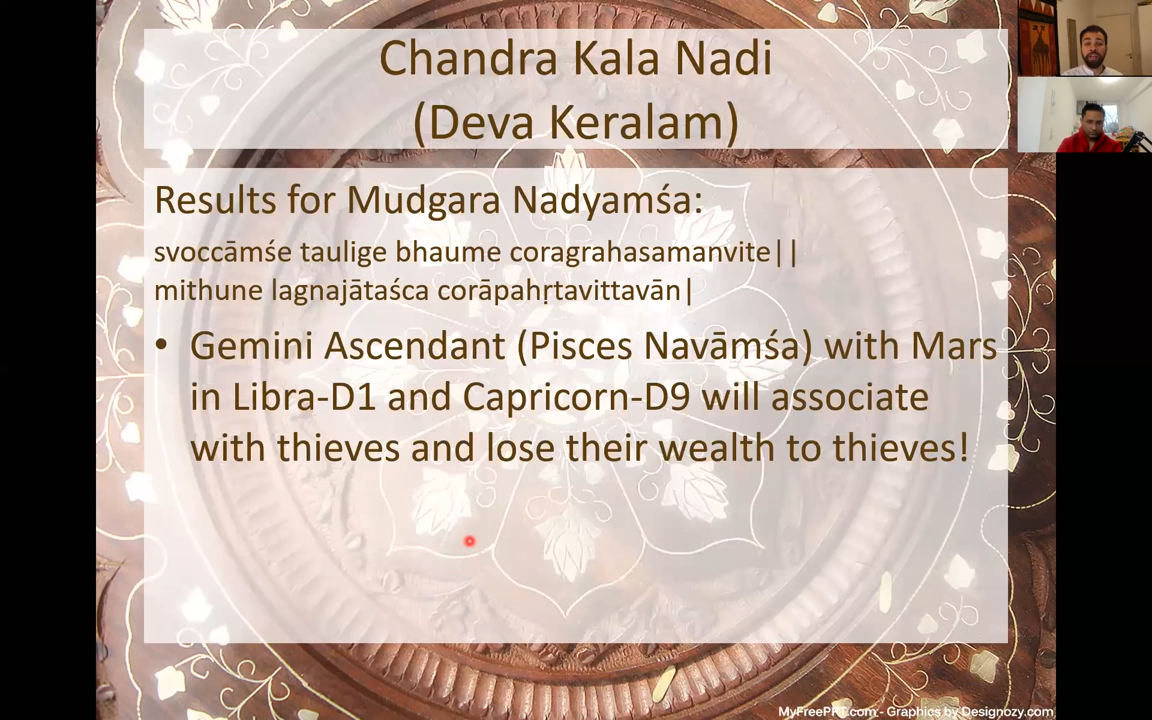 Chandra Kala Nadi
(Deva Keralam)
Results for Mudgara Nadyamśa:
svoccāmśe taulige bhaume coragrahasamanvite||
mithune lagnajātaśca corāpahṛtavittavān|
• Gemini Ascendant (Pisces Navāmśa) with Mars
in Libra-D1 and Capricorn-D9 will associate
with thieves and lose their wealth to thieves!
MyFreePPT.com - Graphics by Designozy.com